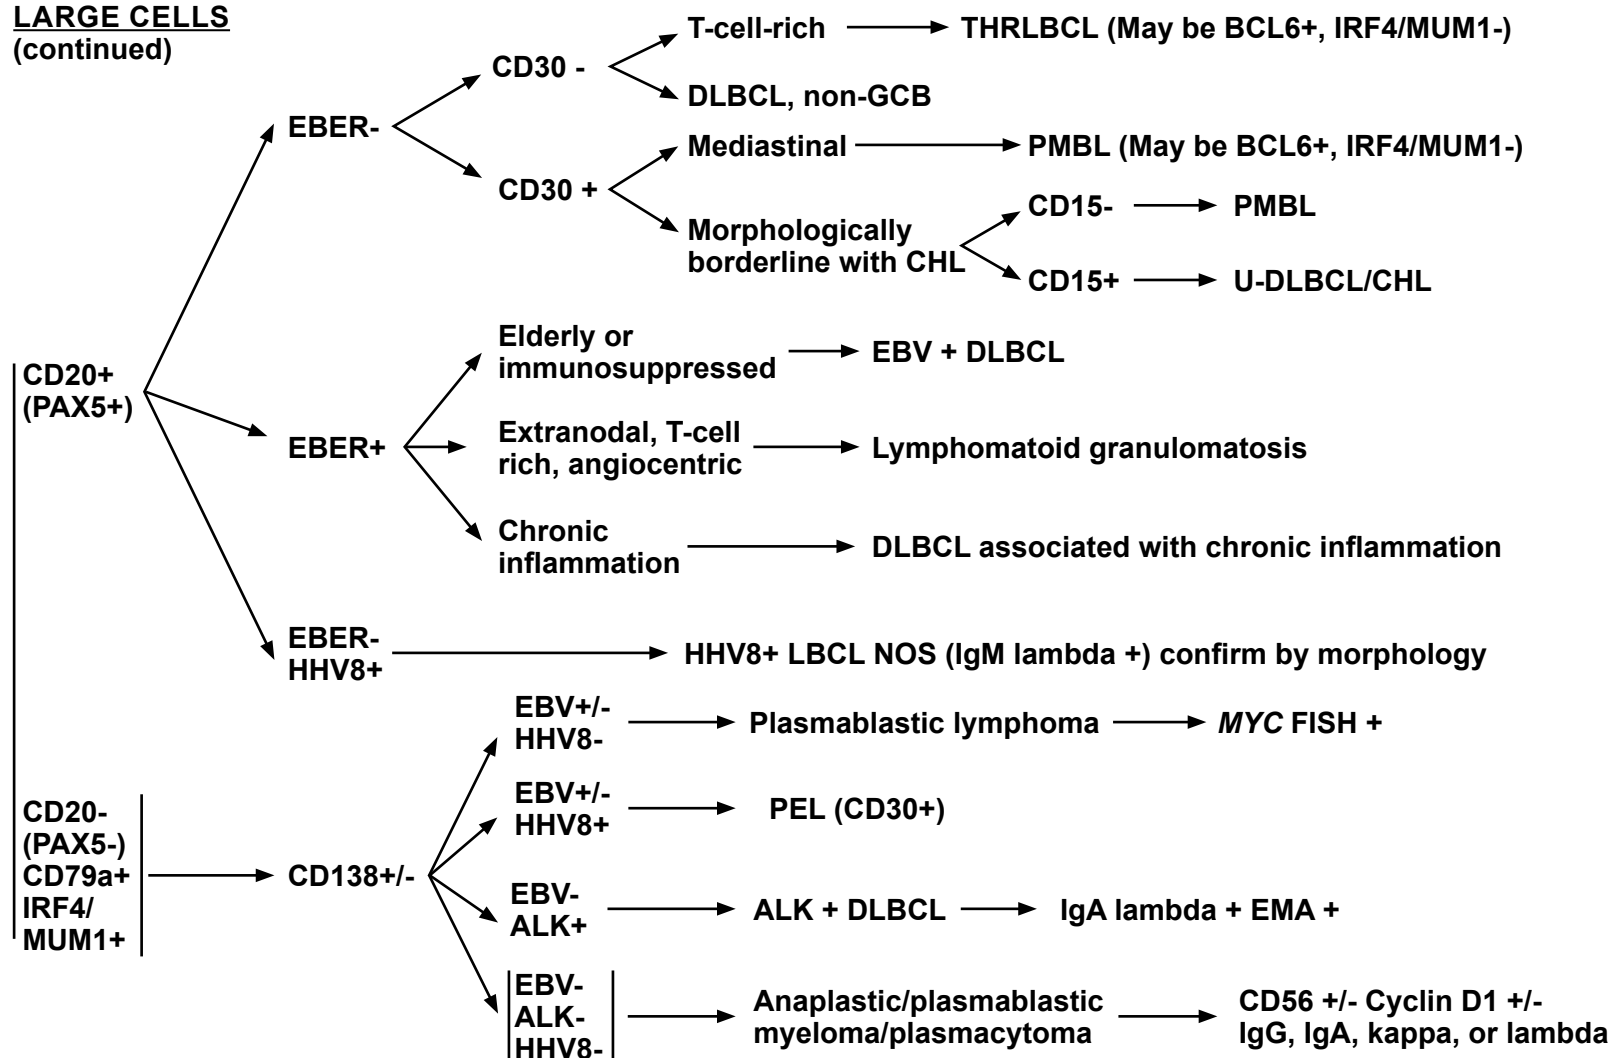 LARGE CELLS
(continued)
T-cell-rich
THRLBCL (May be BCL6+, IRF4/MUM1-)
CD30 -
DLBCL, non-GCB
EBER-
Mediastinal
PMBL (May be BCL6+, IRF4/MUM1-)
CD30 +
CD15-
PMBL
Morphologically
borderline with CHL
CD15+
U-DLBCL/CHL
CD20+
(PAX5+)
Elderly or
immunosuppressed
EBV + DLBCL
EBER+
Extranodal, T-cell
rich, angiocentric
Lymphomatoid granulomatosis
Chronic
inflammation
DLBCL associated with chronic inflammation
EBER-
HHV8+
HHV8+ LBCL NOS (IgM lambda +) confirm by morphology
EBV+/-
HHV8-
Plasmablastic lymphoma
MYC FISH +
EBV+/-
HHV8+
PEL (CD30+)
CD20-
(PAX5-)
CD79a+
IRF4/
MUM1+
CD138+/-
EBV-
ALK+
ALK + DLBCL
IgA lambda + EMA +
EBV-
ALK-
HHV8-
Anaplastic/plasmablastic
myeloma/plasmacytoma
CD56 +/- Cyclin D1 +/-
IgG, IgA, kappa, or lambda